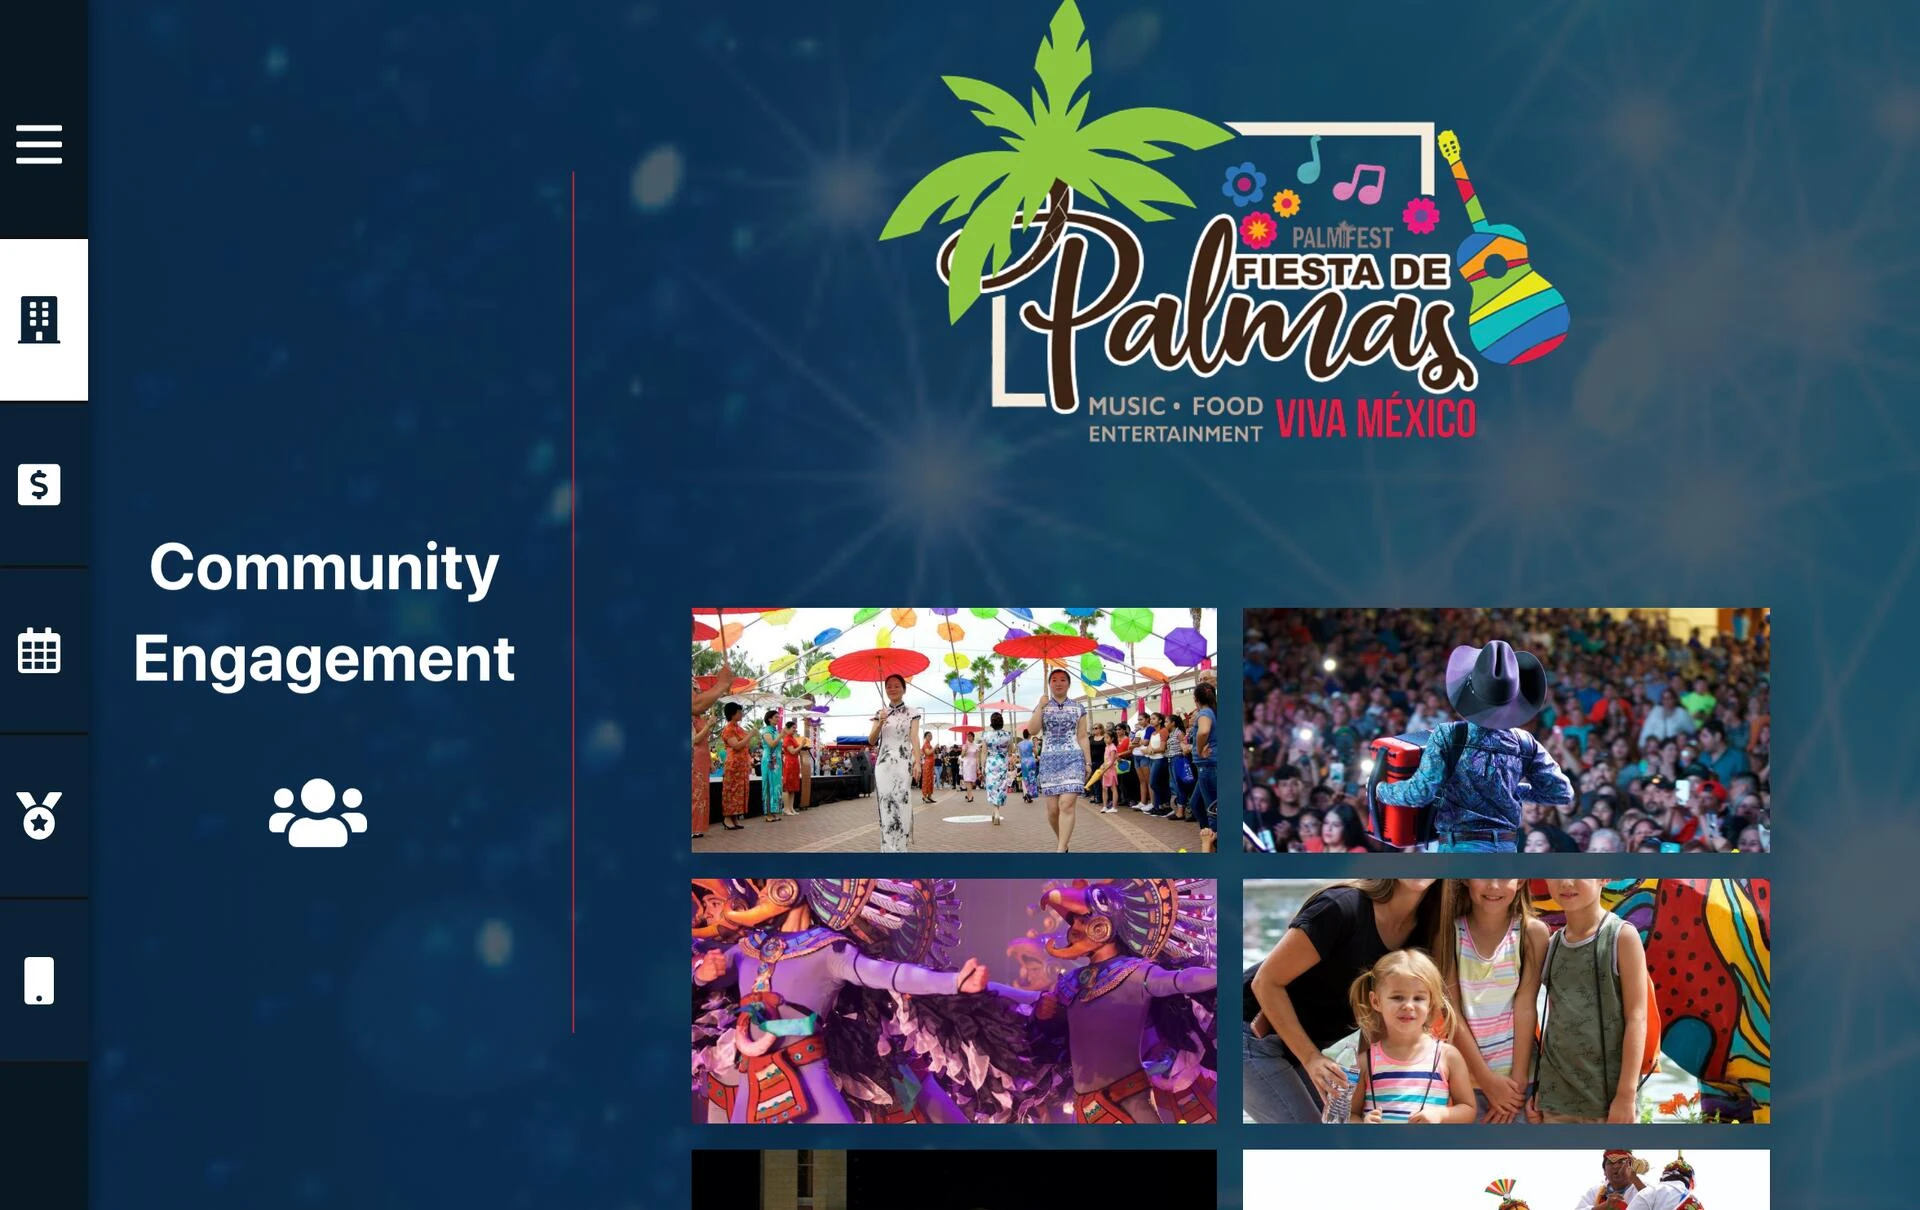 Community
Engagement
PALMFEST
FIESTA DE
Palmas
MUSIC • FOOD
ENTERTAINMENT
VIVA MÉXICO